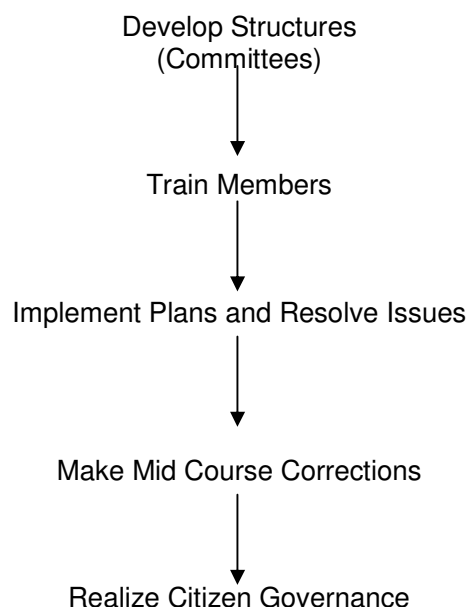 Develop Structures
(Committees)
Train Members
Implement Plans and Resolve Issues
Make Mid Course Corrections
Realize Citizen Governance